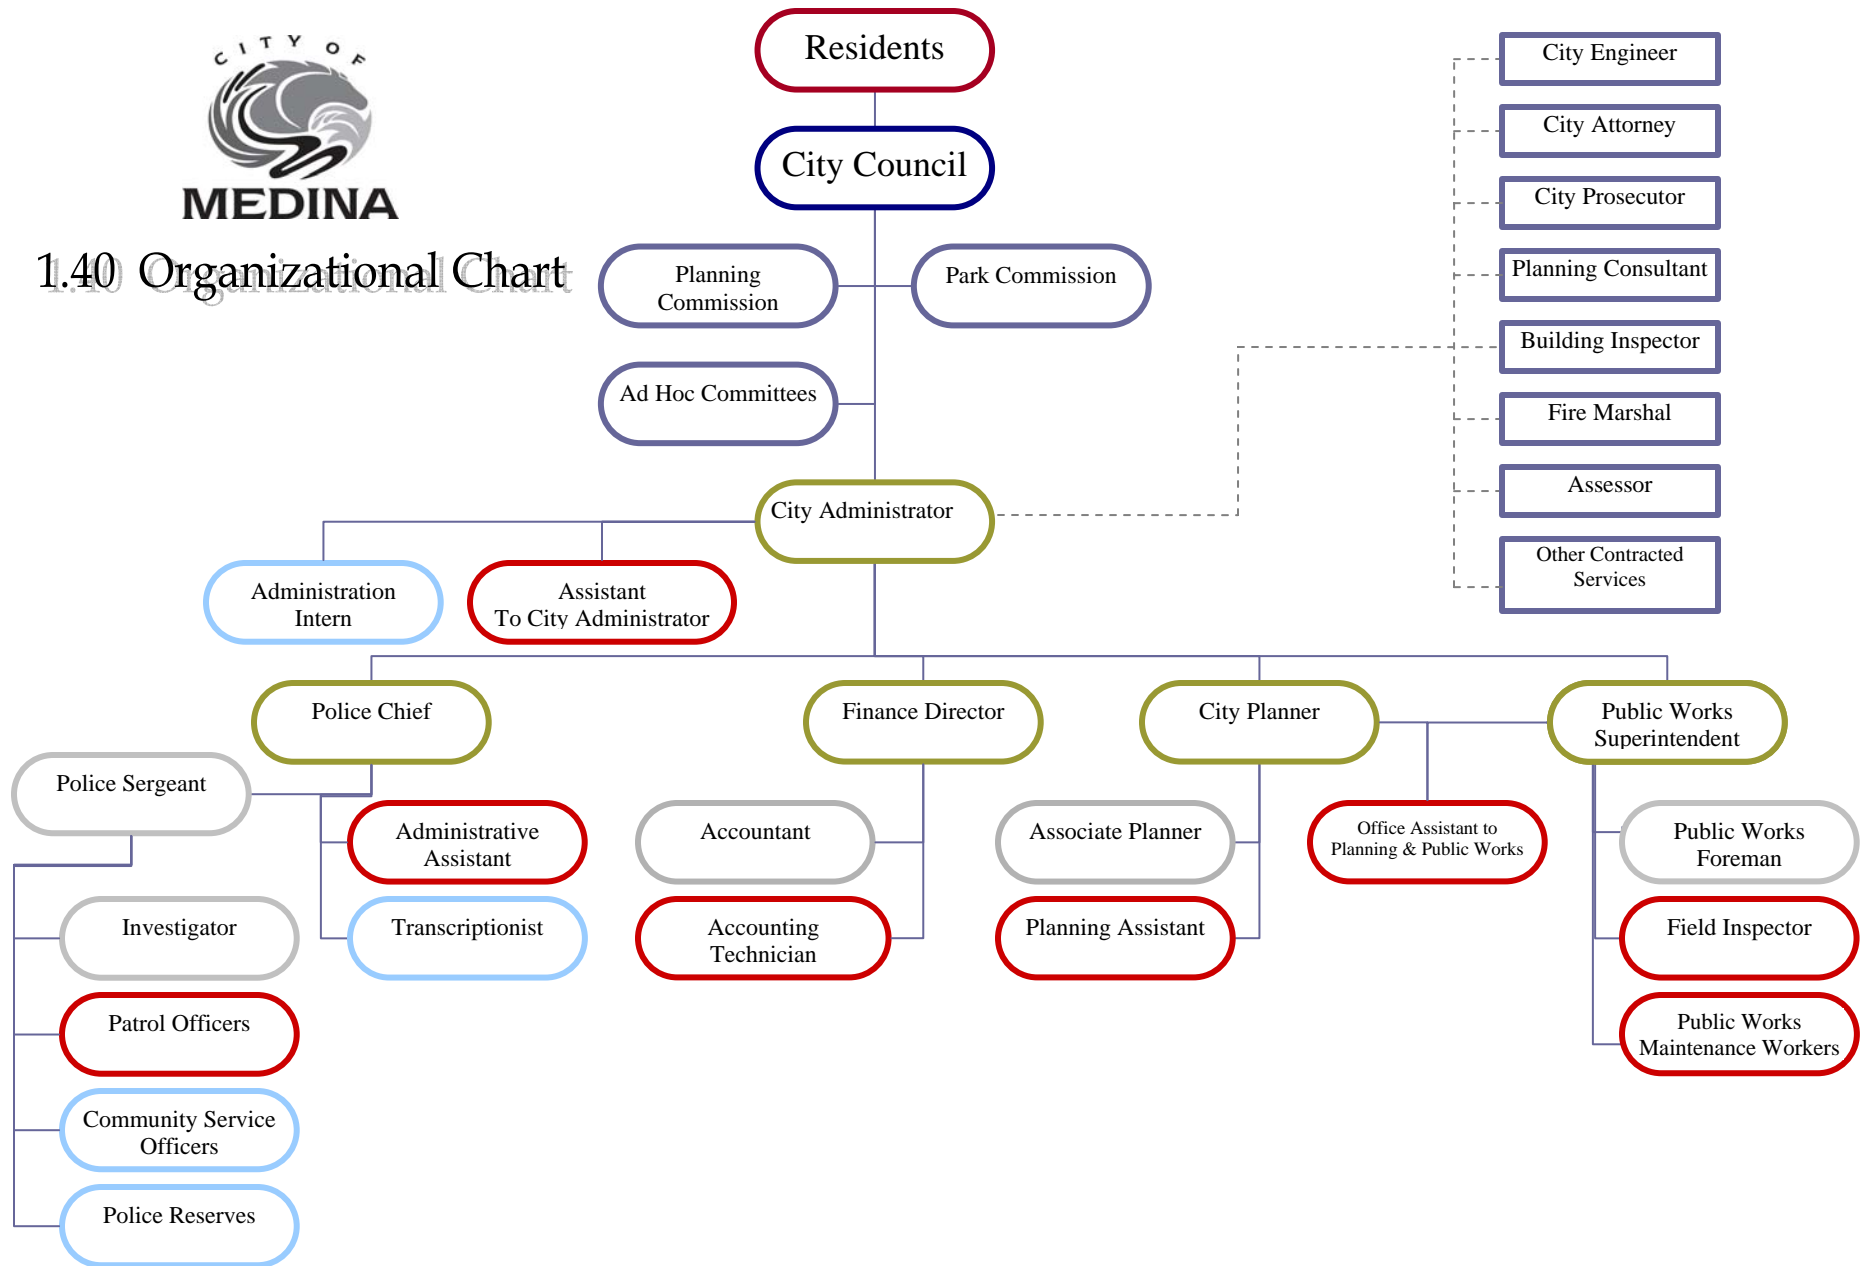 CITY OF
MEDINA
1.40 Organizational Chart
Residents
City Council
Planning
Commission
Park Commission
Ad Hoc Committees
City Administrator
City Engineer
City Attorney
City Prosecutor
Planning Consultant
Building Inspector
Fire Marshal
Assessor
Other Contracted
Services
Administration
Intern
Assistant
To City Administrator
Police Chief
Finance Director
City Planner
Public Works
Superintendent
Police Sergeant
Administrative
Assistant
Accountant
Associate Planner
Office Assistant to
Planning & Public Works
Public Works
Foreman
Investigator
Transcriptionist
Accounting
Technician
Planning Assistant
Field Inspector
Patrol Officers
Public Works
Maintenance Workers
Community Service
Officers
Police Reserves